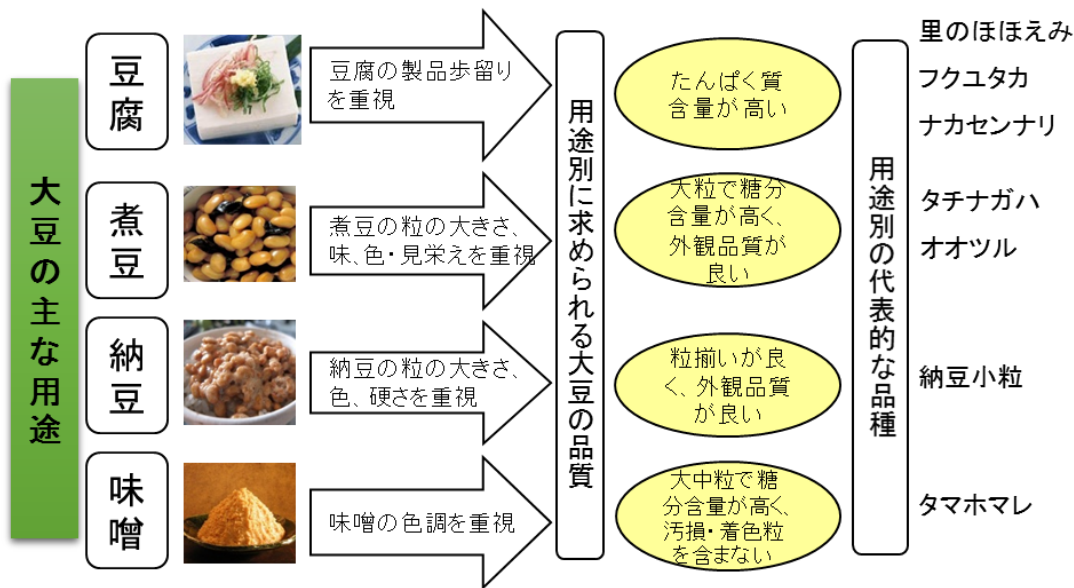 大豆の主な用途
豆腐
豆腐の製品歩留り
を重視
煮豆
煮豆の粒の大きさ、
味、色・見栄えを重視
納豆
納豆の粒の大きさ、
色、硬さを重視
味噌
味噌の色調を重視
用途別に求められる大豆の品質
たんぱく質
含量が高い
大粒で糖分
含量が高く、
外観品質が
良い
粒揃いが良
く、外観品質
が良い
大中粒で糖
分含量が高く、
汚損・着色粒
を含まない
用途別の代表的な品種
里のほほえみ
フクユタカ
ナカセンナリ
タチナガハ
オオツル
納豆小粒
タマホマレ